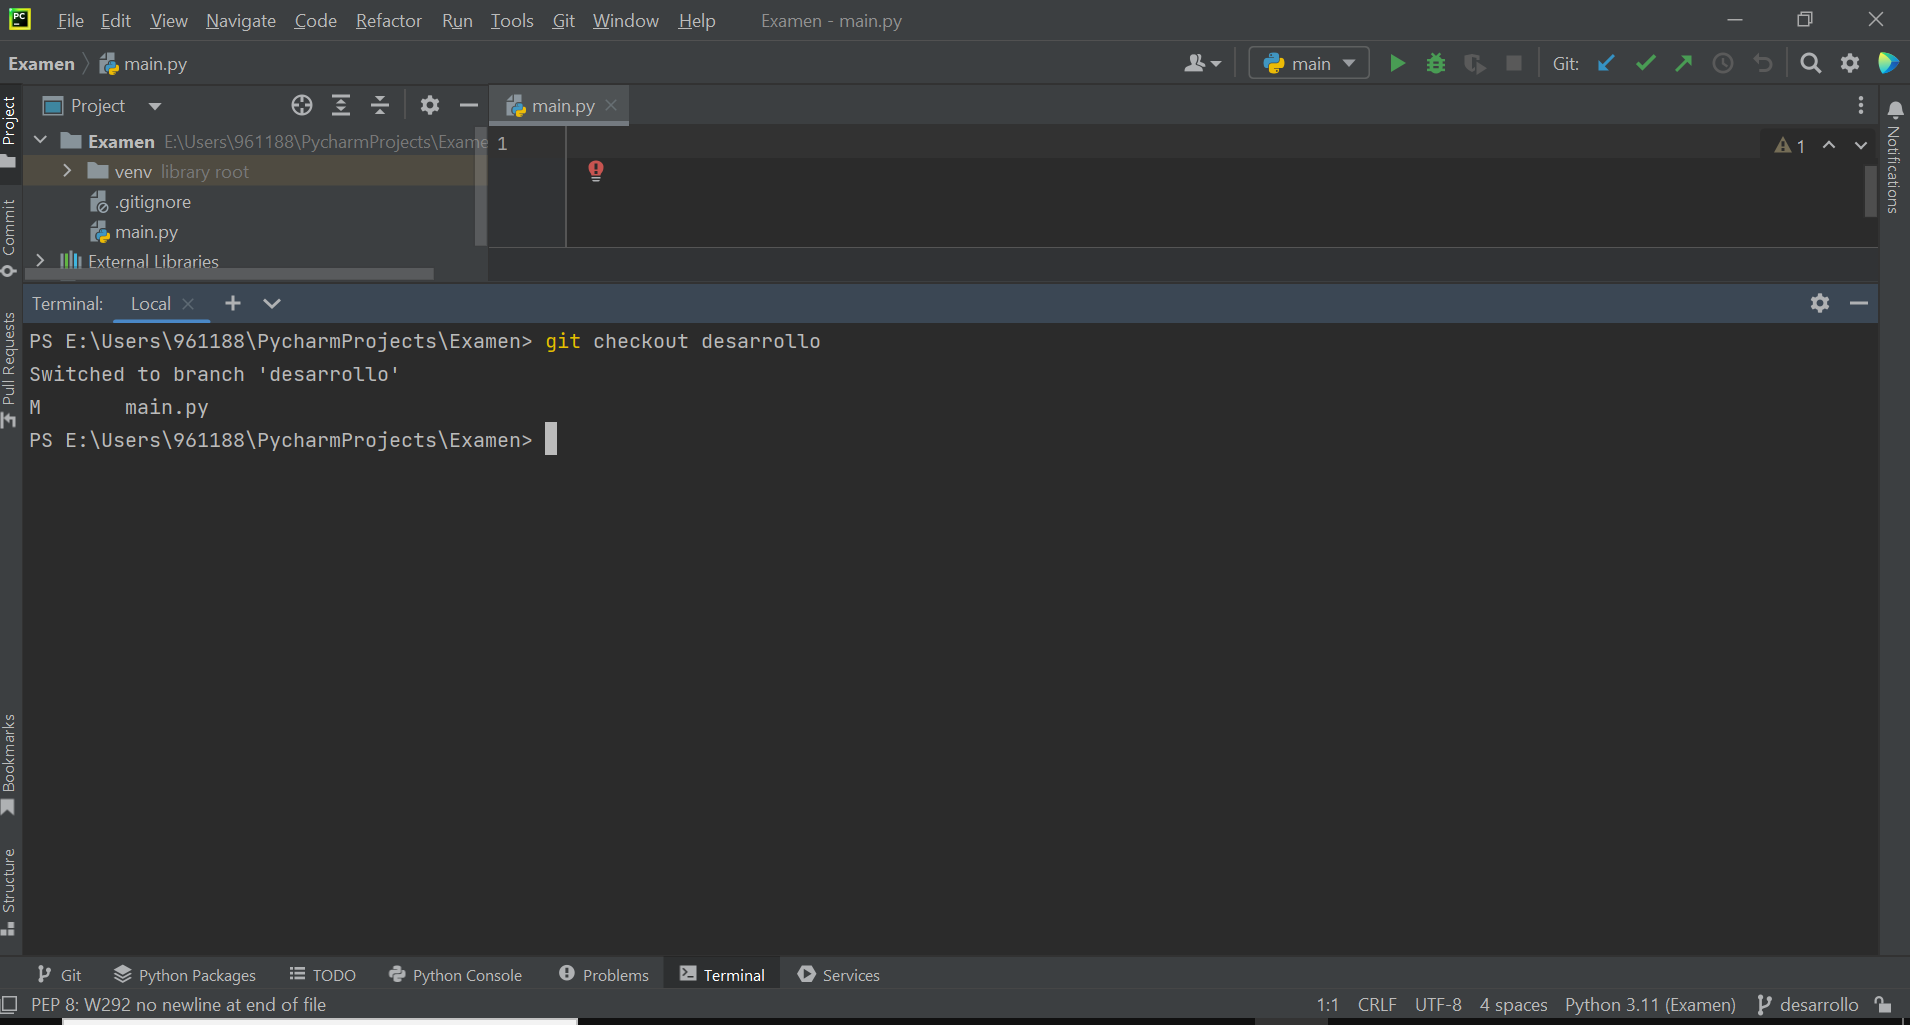 PC File Edit View Navigate Code Refactor Run Tools Git Window Help Examen - main.py
Examen main.py main Git:
Project
Project main.py
Examen E:\Users\961188\PycharmProjects\Exame
1
1
venv library root
.gitignore
main.py
External Libraries
Notifications
Commit
Pull Requests
Terminal: Local
PS E:\Users\961188\PycharmProjects\Examen> git checkout desarrollo
Switched to branch 'desarrollo'
M main.py
PS E:\Users\961188\PycharmProjects\Examen>
Bookmarks
Structure
Git Python Packages TODO Python Console Problems Terminal Services
PEP 8: W292 no newline at end of file 1:1 CRLF UTF-8 4 spaces Python 3.11 (Examen) desarrollo